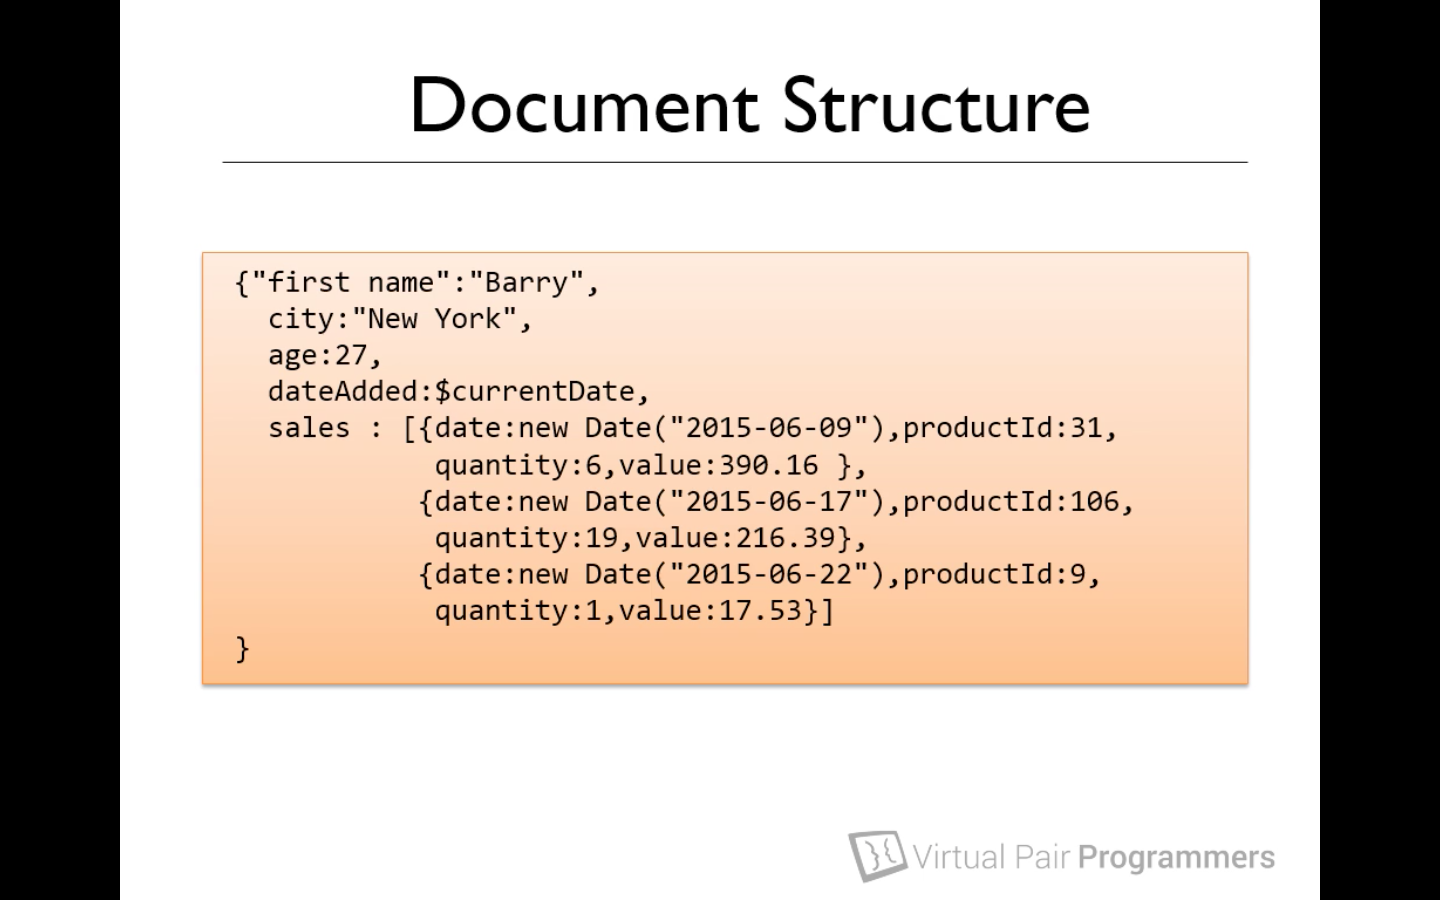 Document Structure
{"first name":"Barry",
city:"New York",
age:27,
dateAdded:$currentDate,
sales : [{date:new Date("2015-06-09"),productId:31,
quantity:6,value:390.16 },
{date:new Date("2015-06-17"),productId:106,
quantity:19,value:216.39},
{date:new Date("2015-06-22"),productId:9,
quantity:1,value:17.53}]
}
Virtual Pair Programmers